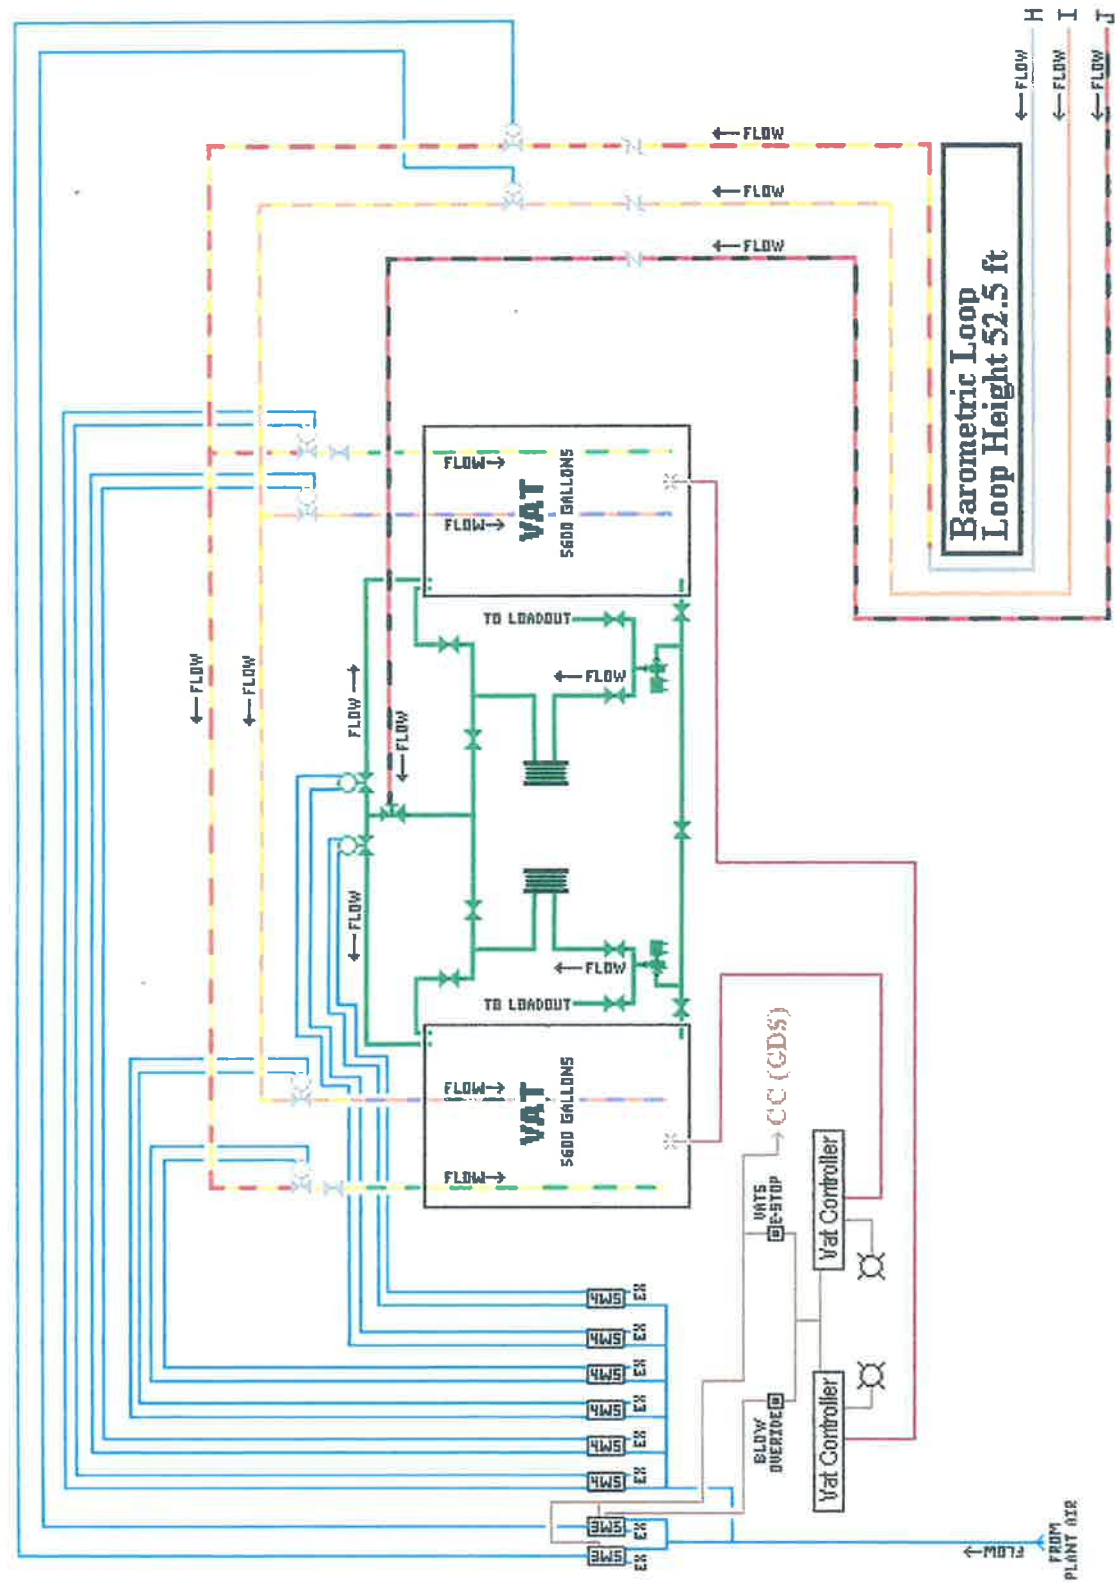 H
I
J
←FLOW
←FLOW
←FLOW
←FLOW
←FLOW
←FLOW
Barometric Loop
Loop Height 52.5 ft
←FLOW
←FLOW
FLOW→
←FLOW
←FLOW
FLOW→
FLOW→
VAT
5600 GALLONS
TO LOADOUT
←FLOW
←FLOW
TO LOADOUT
FLOW→
FLOW→
VAT
5600 GALLONS
CC (GDS)
VATS
E-STOP
Vat Controller
BLOW
OVERIDE
Vat Controller
4WS
EX
4WS
EX
4WS
EX
4WS
EX
4WS
EX
4WS
EX
3WS
EX
3WS
EX
FLOW→
FROM
PLANT AIR